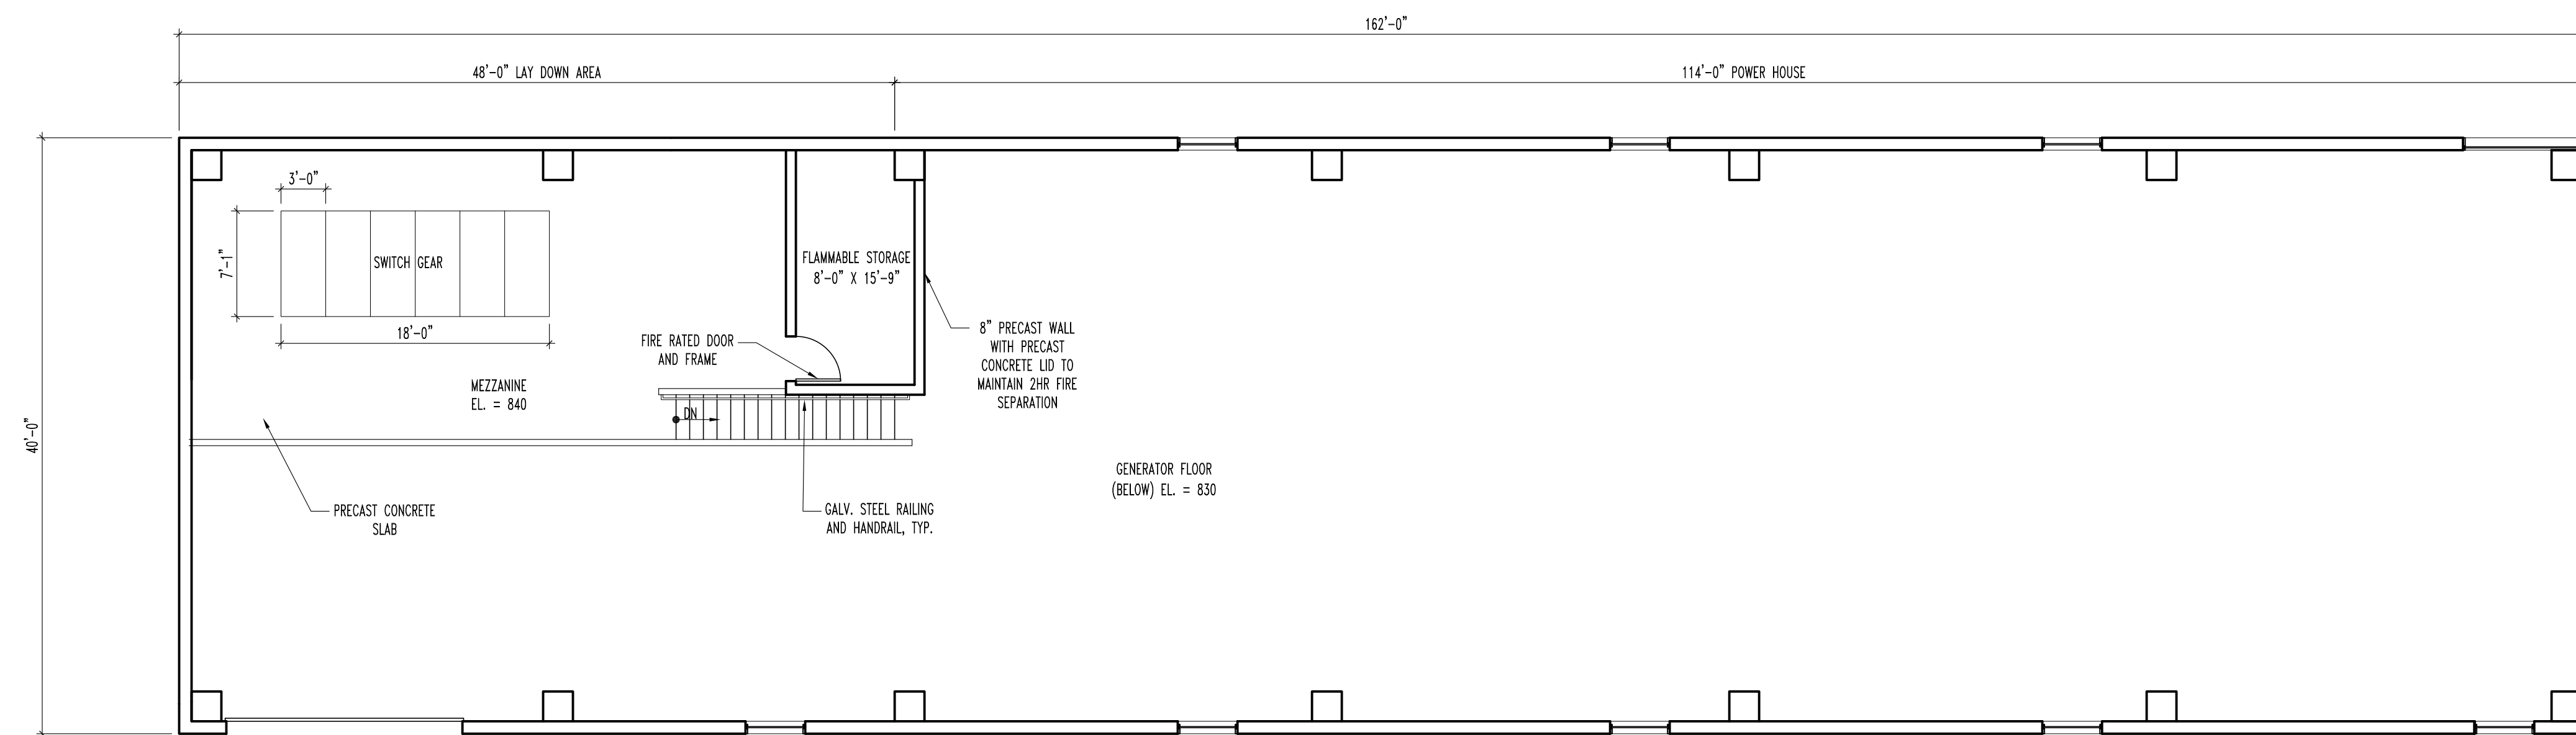 162'-0"
48'-0" LAY DOWN AREA
114'-0" POWER HOUSE
3'-0"
7'-1"
SWITCH GEAR
18'-0"
FLAMMABLE STORAGE
8'-0" X 15'-9"
FIRE RATED DOOR
AND FRAME
8" PRECAST WALL
WITH PRECAST
CONCRETE LID TO
MAINTAIN 2HR FIRE
SEPARATION
MEZZANINE
EL. = 840
DN
40'-0"
GENERATOR FLOOR
(BELOW) EL. = 830
PRECAST CONCRETE
SLAB
GALV. STEEL RAILING
AND HANDRAIL, TYP.